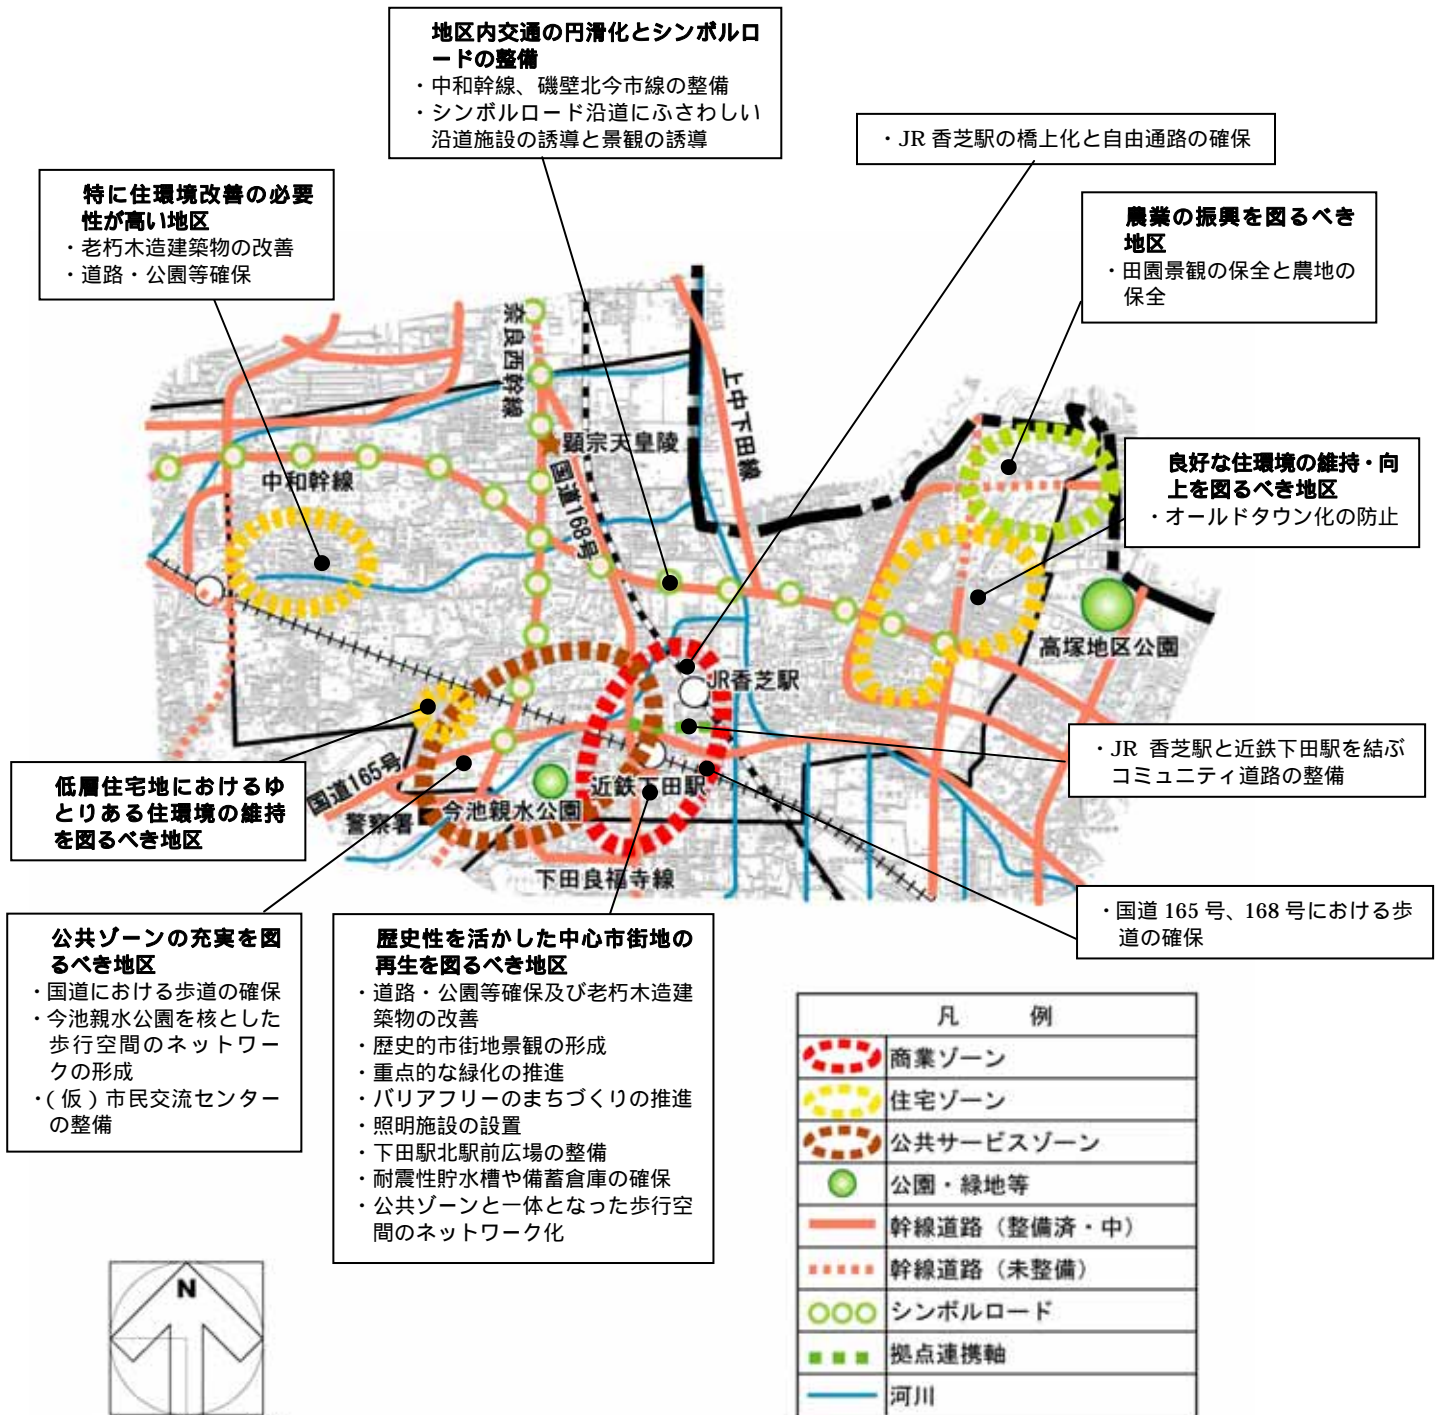 地区内交通の円滑化とシンボルロ
ードの整備
・中和幹線、磯壁北今市線の整備
・シンボルロード沿道にふさわしい
沿道施設の誘導と景観の誘導
・JR 香芝駅の橋上化と自由通路の確保
特に住環境改善の必要
性が高い地区
・老朽木造建築物の改善
・道路・公園等確保
農業の振興を図るべき
地区
・田園景観の保全と農地の
保全
良好な住環境の維持・向
上を図るべき地区
・オールドタウン化の防止
奈良西幹線
上中下田線
顕宗天皇陵
国道168号
中和幹線
高塚地区公園
JR香芝駅
・JR 香芝駅と近鉄下田駅を結ぶ
コミュニティ道路の整備
低層住宅地におけるゆ
とりある住環境の維持
を図るべき地区
国道165号
警察署
今池親水公園
近鉄下田駅
下田良福寺線
・国道 165 号、168 号における歩
道の確保
公共ゾーンの充実を図
るべき地区
・国道における歩道の確保
・今池親水公園を核とした
歩行空間のネットワー
クの形成
・(仮)市民交流センター
の整備
歴史性を活かした中心市街地の
再生を図るべき地区
・道路・公園等確保及び老朽木造建
築物の改善
・歴史的市街地景観の形成
・重点的な緑化の推進
・バリアフリーのまちづくりの推進
・照明施設の設置
・下田駅北駅前広場の整備
・耐震性貯水槽や備蓄倉庫の確保
・公共ゾーンと一体となった歩行空
間のネットワーク化
凡　例
商業ゾーン
住宅ゾーン
公共サービスゾーン
公園・緑地等
幹線道路（整備済・中）
幹線道路（未整備）
シンボルロード
拠点連携軸
河川
N